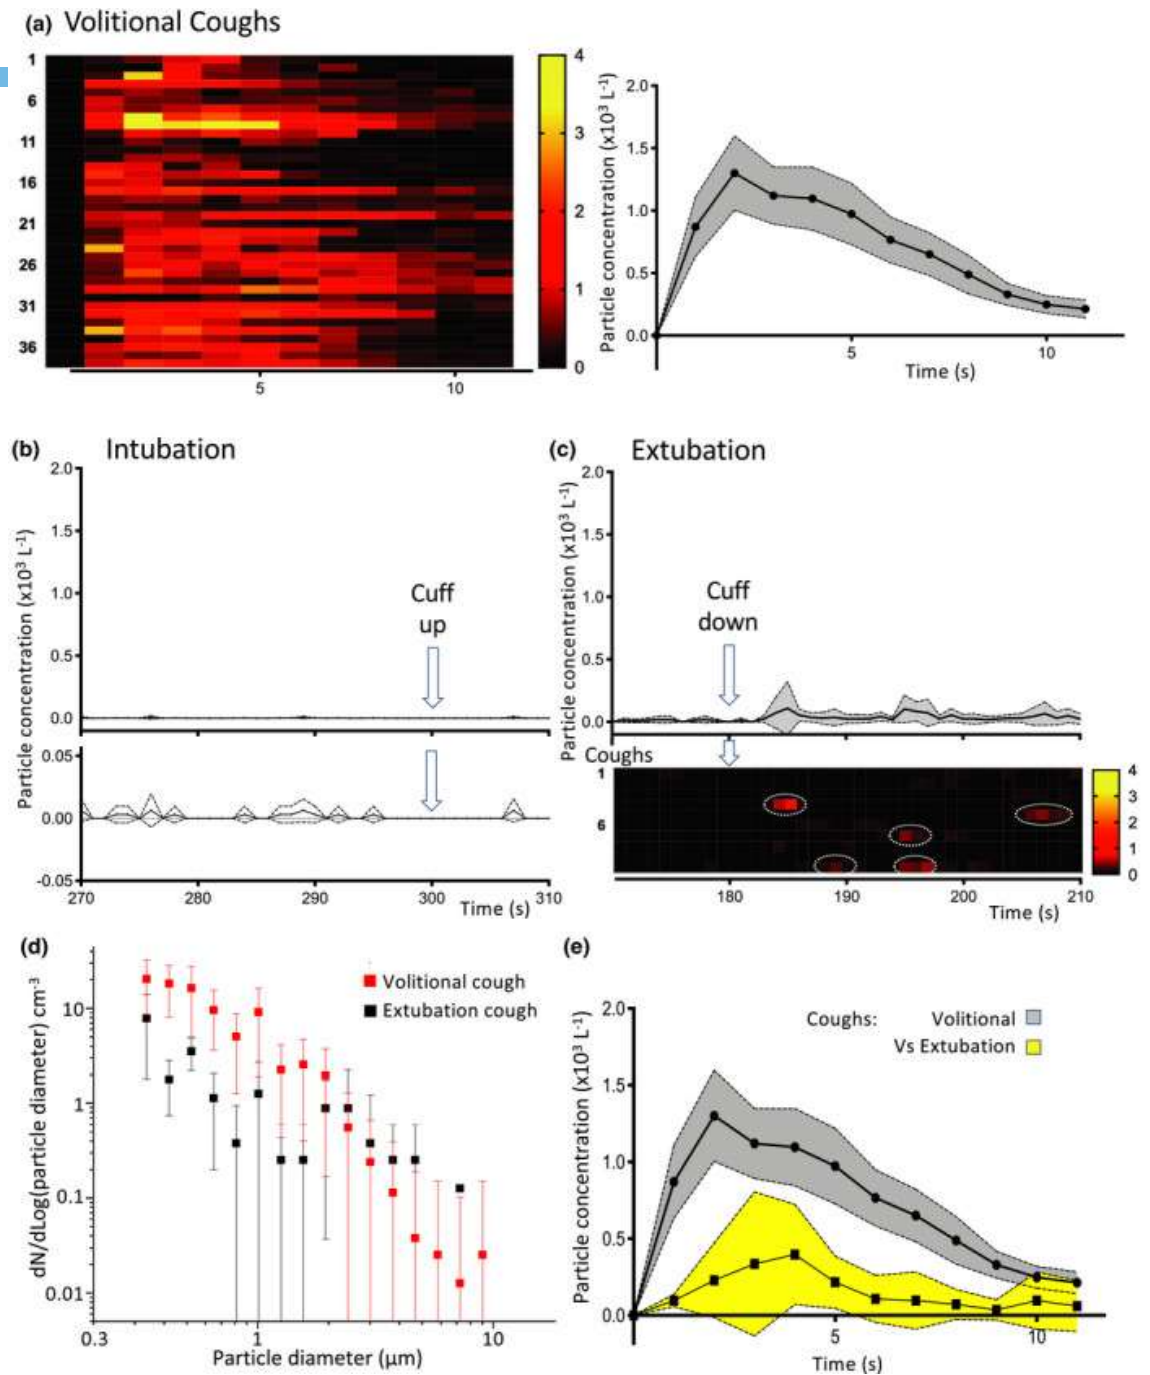 (a) Volitional Coughs
1
6
11
16
21
26
31
36
5
10
4
3
2
1
0
Particle concentration (x10³ L⁻¹)
2.0
1.5
1.0
0.5
0.0
5
10
Time (s)
(b) Intubation
Particle concentration (x10³ L⁻¹)
2.0
1.5
1.0
0.5
0.0
Cuff
up
0.05
0.00
-0.05
270
280
290
300
310
Time (s)
(c) Extubation
Particle concentration (x10³ L⁻¹)
2.0
1.5
1.0
0.5
0.0
Cuff
down
Coughs
1
6
4
3
2
1
0
180
190
200
210
Time (s)
(d)
dN/dLog(particle diameter) cm⁻³
10
1
0.1
0.01
Volitional cough
Extubation cough
0.3
1
10
Particle diameter (µm)
(e)
Particle concentration (x10³ L⁻¹)
2.0
1.5
1.0
0.5
0.0
Coughs: Volitional
Vs Extubation
5
10
Time (s)